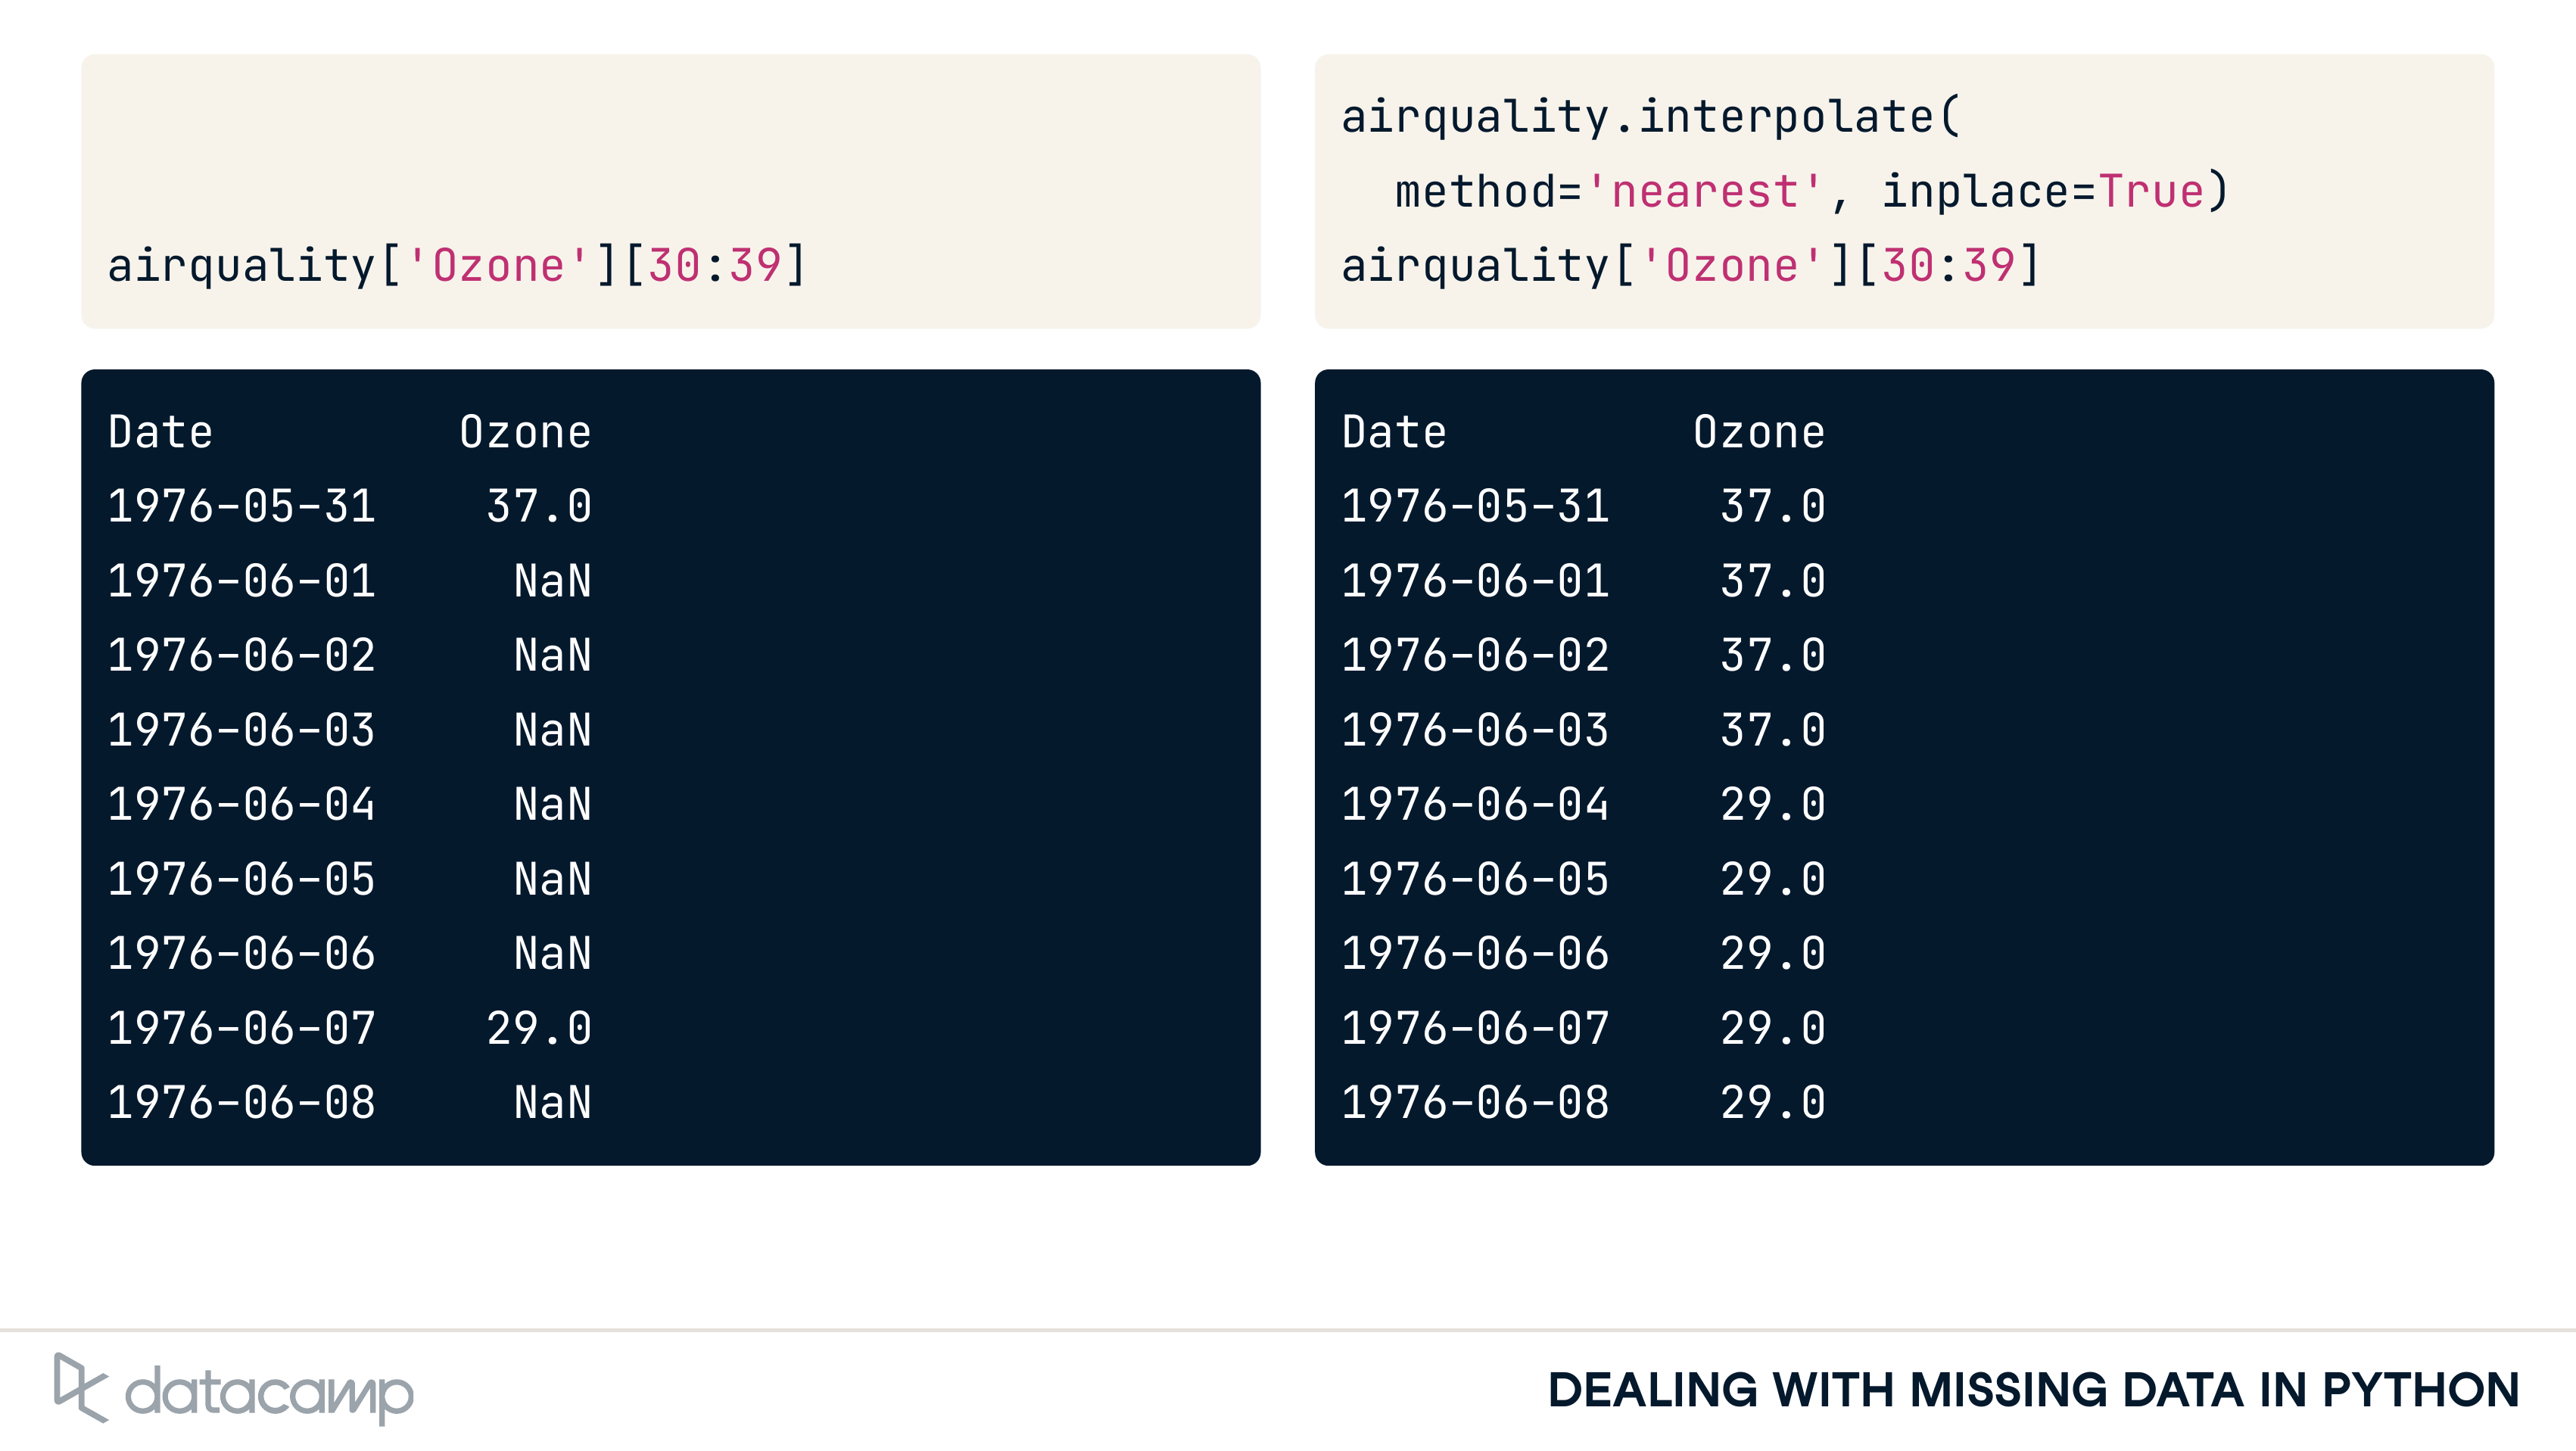 airquality['Ozone'][30:39]
Date          Ozone
1976-05-31    37.0
1976-06-01     NaN
1976-06-02     NaN
1976-06-03     NaN
1976-06-04     NaN
1976-06-05     NaN
1976-06-06     NaN
1976-06-07    29.0
1976-06-08     NaN
airquality.interpolate(
  method='nearest', inplace=True)
airquality['Ozone'][30:39]
Date          Ozone
1976-05-31    37.0
1976-06-01    37.0
1976-06-02    37.0
1976-06-03    37.0
1976-06-04    29.0
1976-06-05    29.0
1976-06-06    29.0
1976-06-07    29.0
1976-06-08    29.0
datacamp
DEALING WITH MISSING DATA IN PYTHON